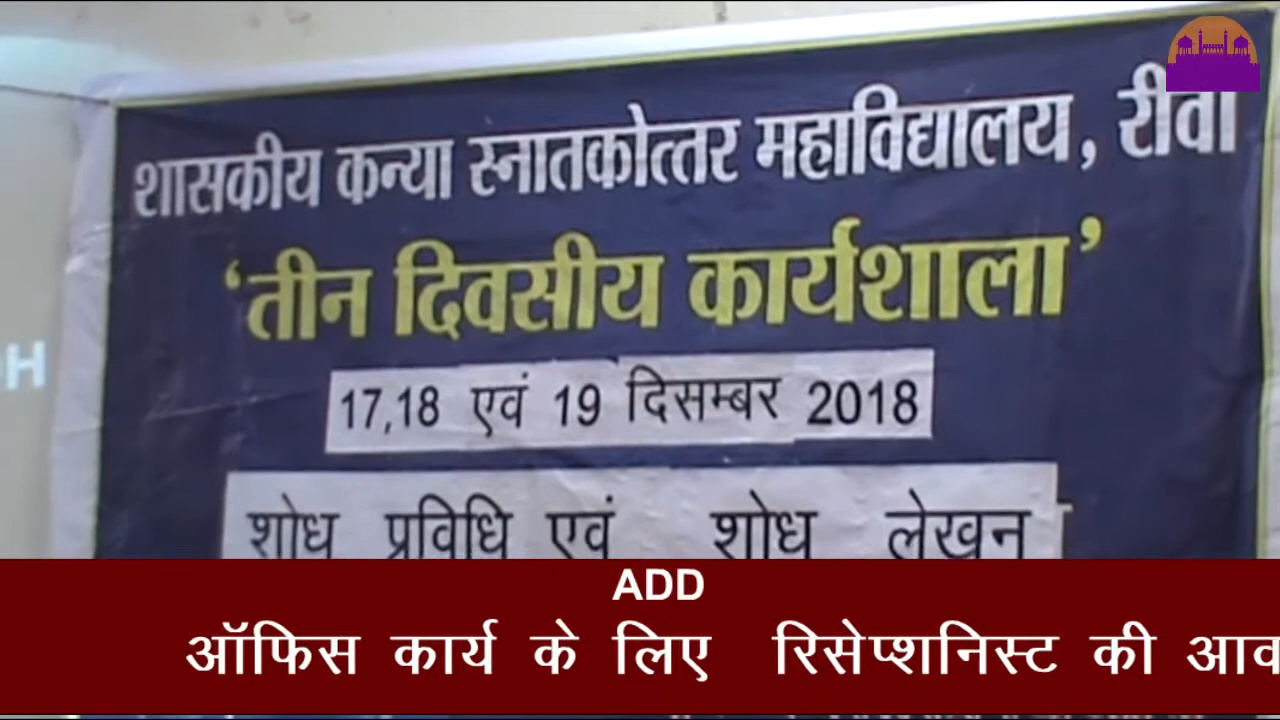 शासकीय कन्या स्नातकोत्तर महाविद्यालय, रीवा
‘तीन दिवसीय कार्यशाला’
H
17,18 एवं 19 दिसम्बर 2018
शोध प्रविधि एवं शोध लेखन
ADD
ऑफिस कार्य के लिए रिसेप्शनिस्ट की आव